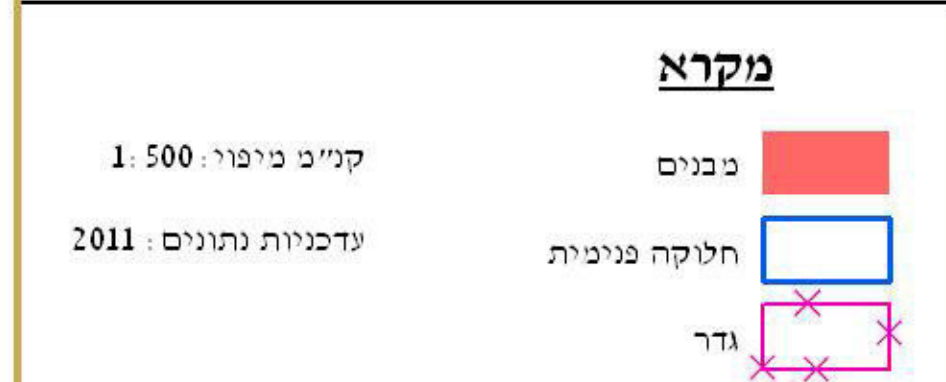 מקרא
מבנים
חלוקה פנימית
גדר
קנ״מ מיפוי: 1:500
עדכניות נתונים: 2011